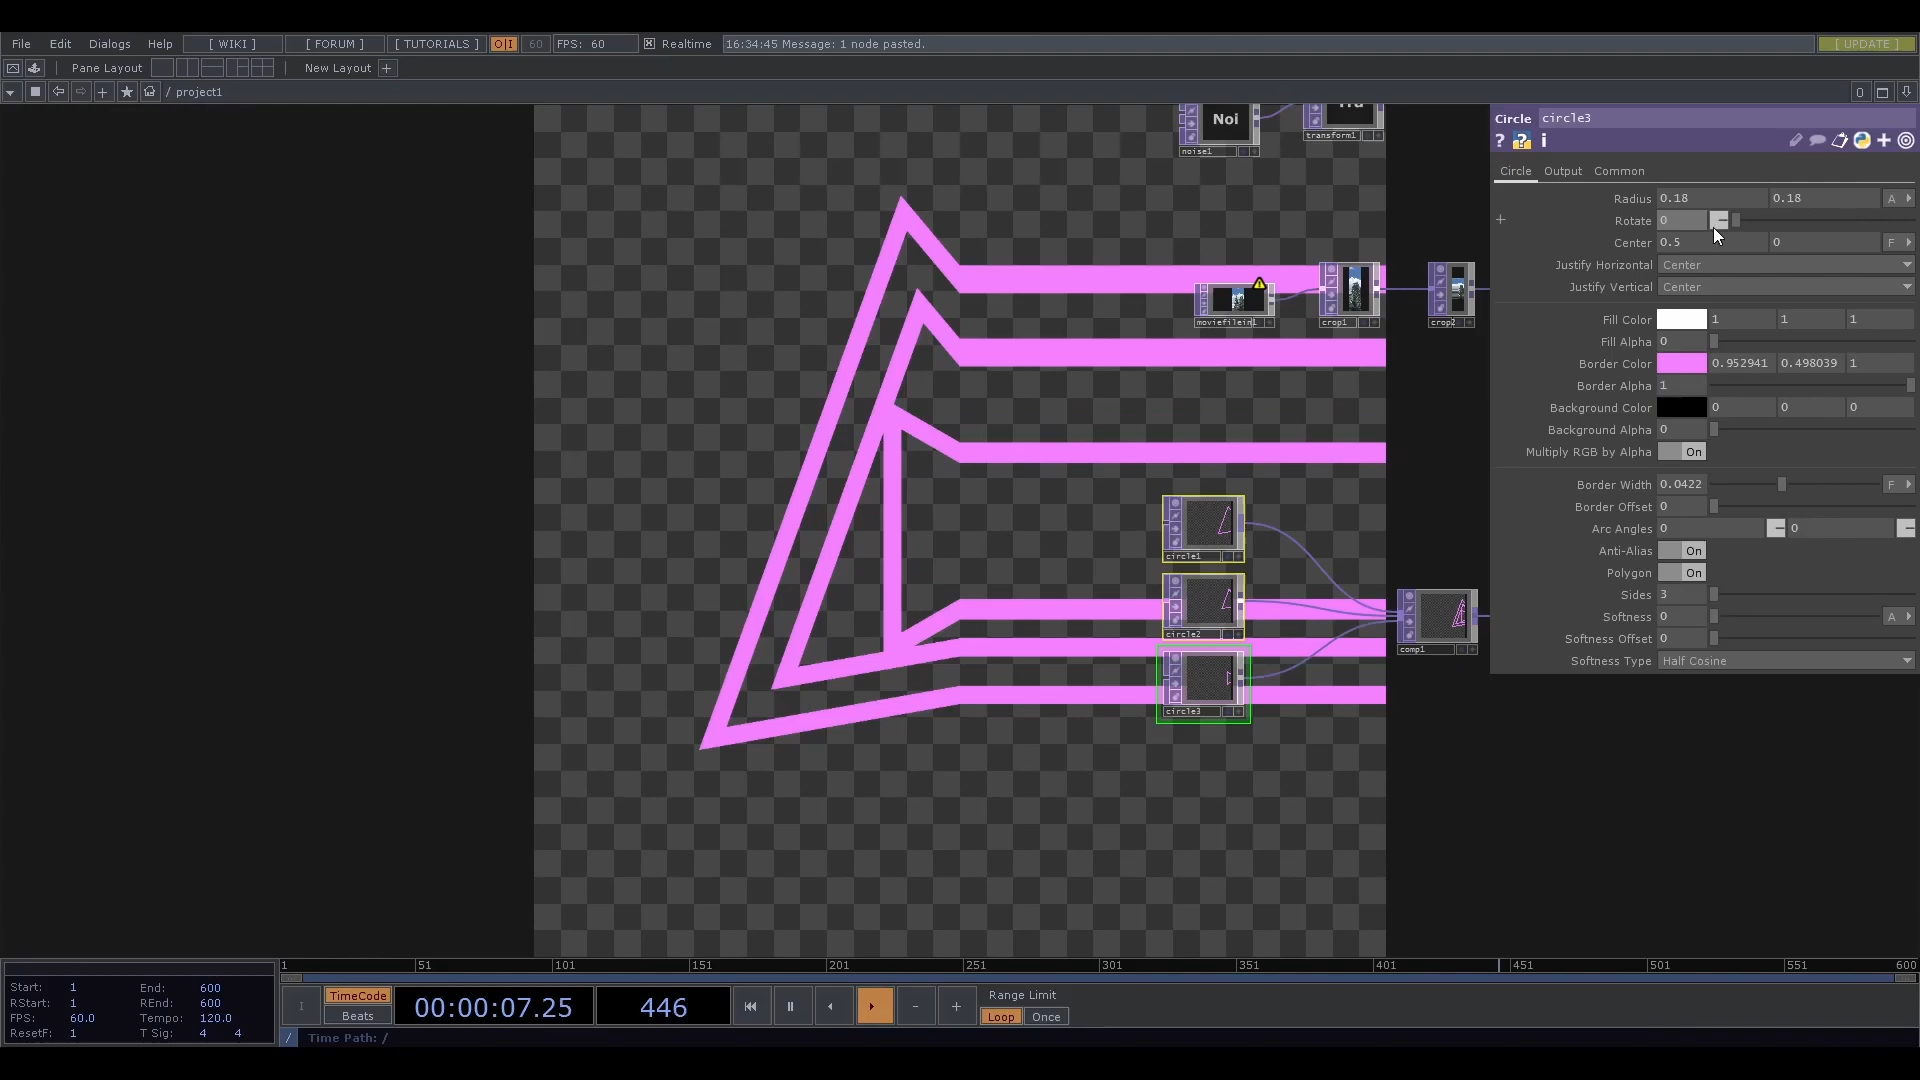 File Edit Dialogs Help [ WIKI ] [ FORUM ] [ TUTORIALS ] O|I 60 FPS: 60 Realtime 16:34:45 Message: 1 node pasted. [ UPDATE ]
Pane Layout New Layout +
/ project1 0
Noi
noise1
transform1
moviefilein1
crop1
crop2
circle1
circle2
circle3
comp1
Circle circle3
? ? i
Circle Output Common
Radius 0.18 0.18 A
Rotate 0
Center 0.5 0 F
Justify Horizontal Center
Justify Vertical Center
Fill Color 1 1 1
Fill Alpha 0
Border Color 0.952941 0.498039 1
Border Alpha 1
Background Color 0 0 0
Background Alpha 0
Multiply RGB by Alpha On
Border Width 0.0422 F
Border Offset 0
Arc Angles 0 0
Anti-Alias On
Polygon On
Sides 3
Softness 0 A
Softness Offset 0
Softness Type Half Cosine
1 51 101 151 201 251 301 351 401 451 501 551 600
Start: 1 End: 600
RStart: 1 REnd: 600
FPS: 60.0 Tempo: 120.0
ResetF: 1 T Sig: 4 4
TimeCode
Beats
00:00:07.25
446
Range Limit
Loop Once
/ Time Path: /